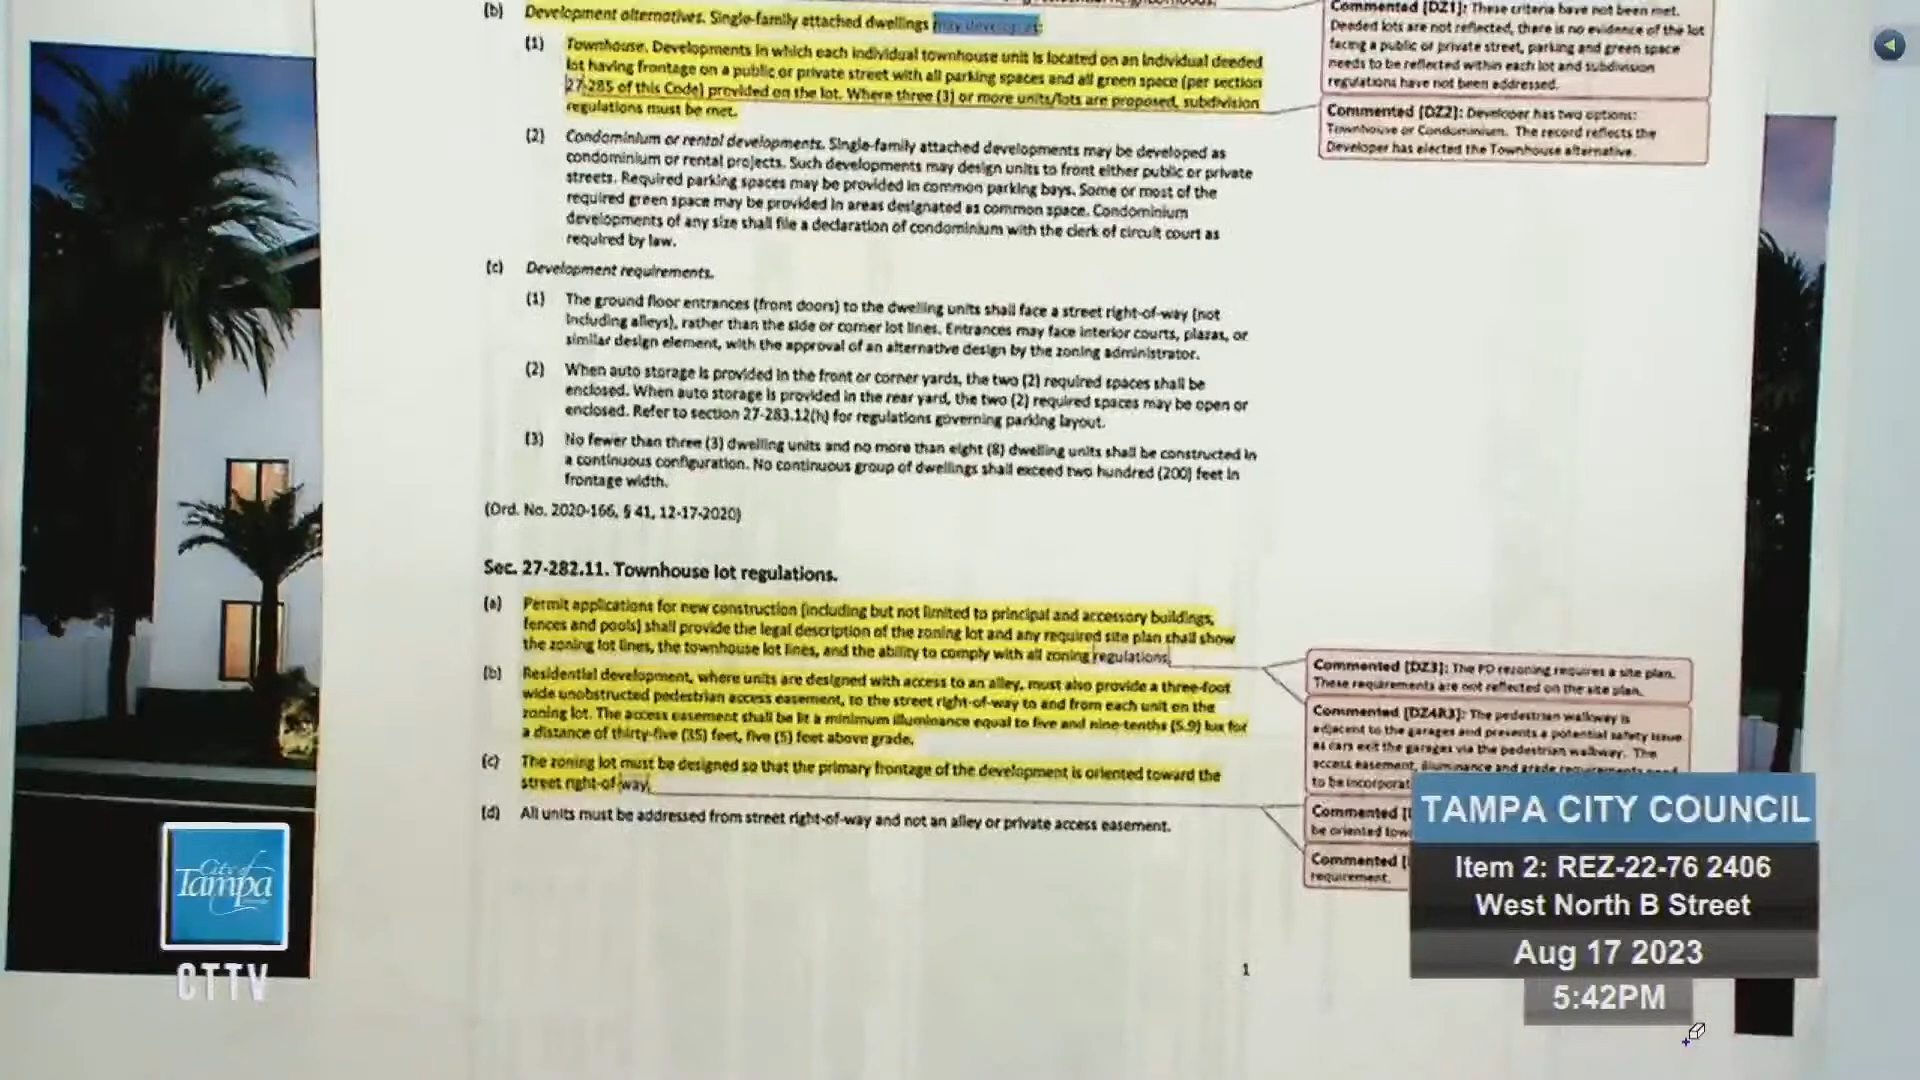 (b) Development alternatives. Single-family attached dwellings may develop as:
(1) Townhouse. Developments in which each individual townhouse unit is located on an individual deeded
lot having frontage on a public or private street with all parking spaces and all green space (per section
27-285 of this Code) provided on the lot. Where three (3) or more units/lots are proposed, subdivision
regulations must be met.
(2) Condominium or rental developments. Single-family attached developments may be developed as
condominium or rental projects. Such developments may design units to front either public or private
streets. Required parking spaces may be provided in common parking bays. Some or most of the
required green space may be provided in areas designated as common space. Condominium
developments of any size shall file a declaration of condominium with the clerk of circuit court as
required by law.
(c) Development requirements.
(1) The ground floor entrances (front doors) to the dwelling units shall face a street right-of-way (not
including alleys), rather than the side or corner lot lines. Entrances may face interior courts, plazas, or
similar design element, with the approval of an alternative design by the zoning administrator.
(2) When auto storage is provided in the front or corner yards, the two (2) required spaces shall be
enclosed. When auto storage is provided in the rear yard, the two (2) required spaces may be open or
enclosed. Refer to section 27-283.12(h) for regulations governing parking layout.
(3) No fewer than three (3) dwelling units and no more than eight (8) dwelling units shall be constructed in
a continuous configuration. No continuous group of dwellings shall exceed two hundred (200) feet in
frontage width.
(Ord. No. 2020-166, § 41, 12-17-2020)
Sec. 27-282.11. Townhouse lot regulations.
(a) Permit applications for new construction (including but not limited to principal and accessory buildings,
fences and pools) shall provide the legal description of the zoning lot and any required site plan shall show
the zoning lot lines, the townhouse lot lines, and the ability to comply with all zoning regulations.
(b) Residential development, where units are designed with access to an alley, must also provide a three-foot
wide unobstructed pedestrian access easement, to the street right-of-way to and from each unit on the
zoning lot. The access easement shall be lit a minimum illuminance equal to five and nine-tenths (5.9) lux for
a distance of thirty-five (35) feet, five (5) feet above grade.
(c) The zoning lot must be designed so that the primary frontage of the development is oriented toward the
street right-of-way.
(d) All units must be addressed from street right-of-way and not an alley or private access easement.
1
Commented [DZ1]: These criteria have not been met.
Deeded lots are not reflected, there is no evidence of the lot
facing a public or private street, parking and green space
needs to be reflected within each lot and subdivision
regulations have not been addressed.
Commented [DZ2]: Developer has two options:
Townhouse or Condominium. The record reflects the
Developer has elected the Townhouse alternative.
Commented [DZ3]: The PD rezoning requires a site plan.
These requirements are not reflected on the site plan.
Commented [DZ4R3]: The pedestrian walkway is
adjacent to the garages and presents a potential safety issue
as cars exit the garages via the pedestrian walkway. The
access easement, illuminance and grade requirements need
to be incorporat
Commented [
be oriented tow
Commented [
requirement.
City of
Tampa
CTTV
TAMPA CITY COUNCIL
Item 2: REZ-22-76 2406
West North B Street
Aug 17 2023
5:42PM